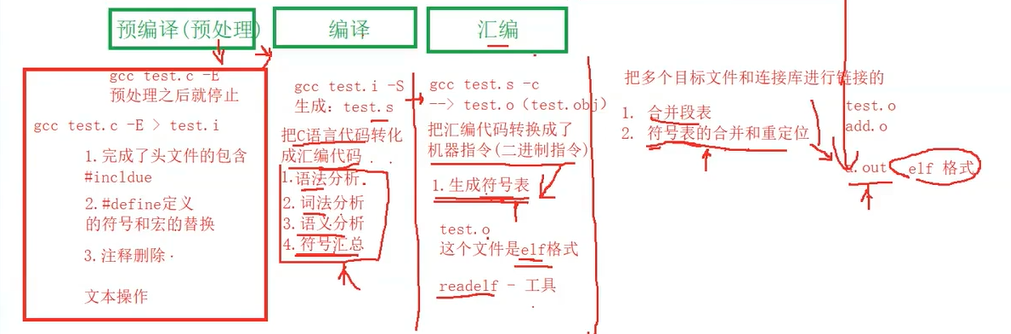 预编译(预处理)
gcc test.c -E
预处理之后就停止
gcc test.c -E > test.i
1.完成了头文件的包含
#incldue
2.#define定义
的符号和宏的替换
3.注释删除
文本操作
编译
gcc test.i -S
生成：test.s
把C语言代码转化
成汇编代码
1.语法分析
2.词法分析
3.语义分析
4.符号汇总
汇编
gcc test.s -c
--> test.o（test.obj）
把汇编代码转换成了
机器指令(二进制指令)
1.生成符号表
test.o
这个文件是elf格式
readelf - 工具
把多个目标文件和连接库进行链接的
1. 合并段表
2. 符号表的合并和重定位
test.o
add.o
a.out elf 格式